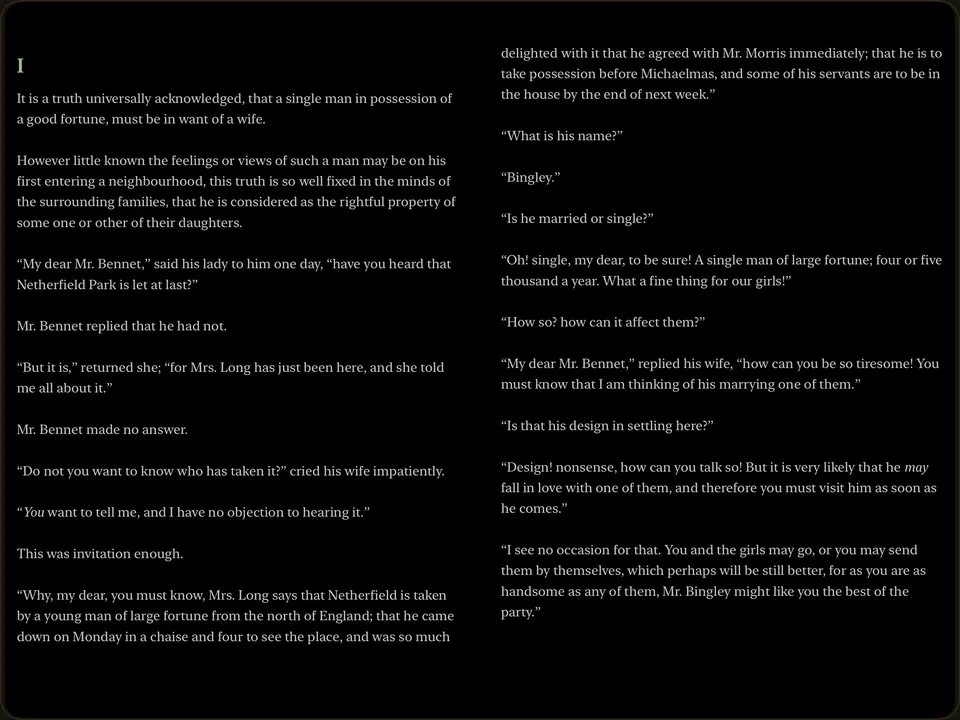 I
It is a truth universally acknowledged, that a single man in possession of
a good fortune, must be in want of a wife.
However little known the feelings or views of such a man may be on his
first entering a neighbourhood, this truth is so well fixed in the minds of
the surrounding families, that he is considered as the rightful property of
some one or other of their daughters.
“My dear Mr. Bennet,” said his lady to him one day, “have you heard that
Netherfield Park is let at last?”
Mr. Bennet replied that he had not.
“But it is,” returned she; “for Mrs. Long has just been here, and she told
me all about it.”
Mr. Bennet made no answer.
“Do not you want to know who has taken it?” cried his wife impatiently.
“You want to tell me, and I have no objection to hearing it.”
This was invitation enough.
“Why, my dear, you must know, Mrs. Long says that Netherfield is taken
by a young man of large fortune from the north of England; that he came
down on Monday in a chaise and four to see the place, and was so much
delighted with it that he agreed with Mr. Morris immediately; that he is to
take possession before Michaelmas, and some of his servants are to be in
the house by the end of next week.”
“What is his name?”
“Bingley.”
“Is he married or single?”
“Oh! single, my dear, to be sure! A single man of large fortune; four or five
thousand a year. What a fine thing for our girls!”
“How so? how can it affect them?”
“My dear Mr. Bennet,” replied his wife, “how can you be so tiresome! You
must know that I am thinking of his marrying one of them.”
“Is that his design in settling here?”
“Design! nonsense, how can you talk so! But it is very likely that he may
fall in love with one of them, and therefore you must visit him as soon as
he comes.”
“I see no occasion for that. You and the girls may go, or you may send
them by themselves, which perhaps will be still better, for as you are as
handsome as any of them, Mr. Bingley might like you the best of the
party.”